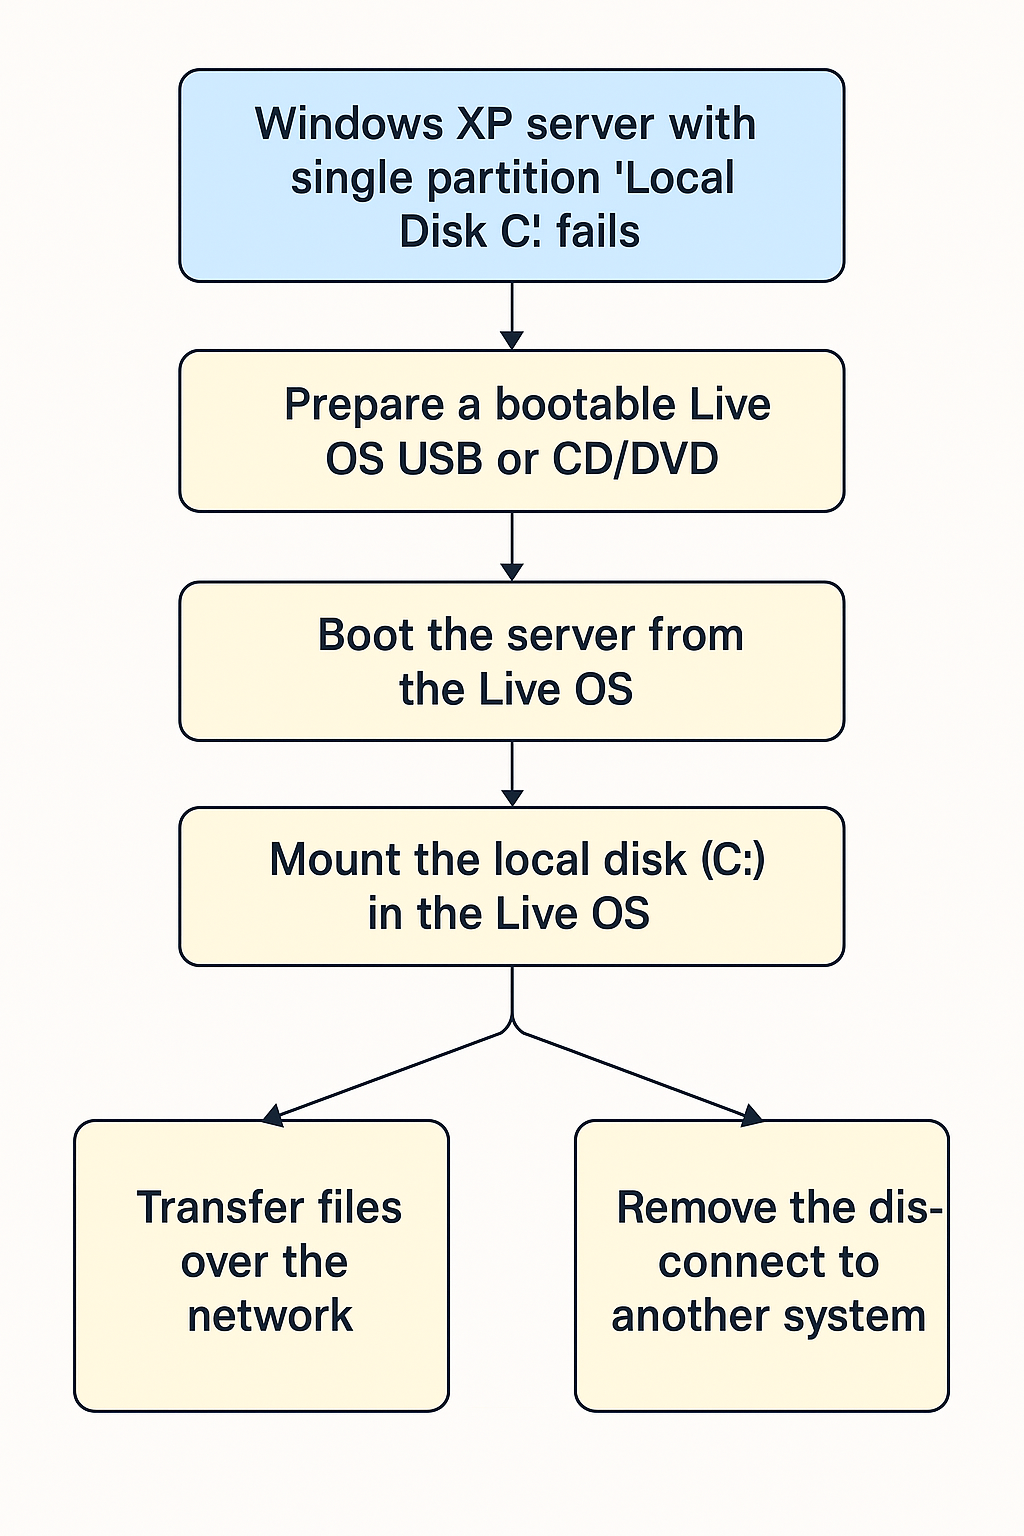 Windows XP server with
single partition 'Local
Disk C'. fails
Prepare a bootable Live
OS USB or CD/DVD
Boot the server from
the Live OS
Mount the local disk (C:)
in the Live OS
Transfer files
over the
network
Remove the dis-
connect to
another system